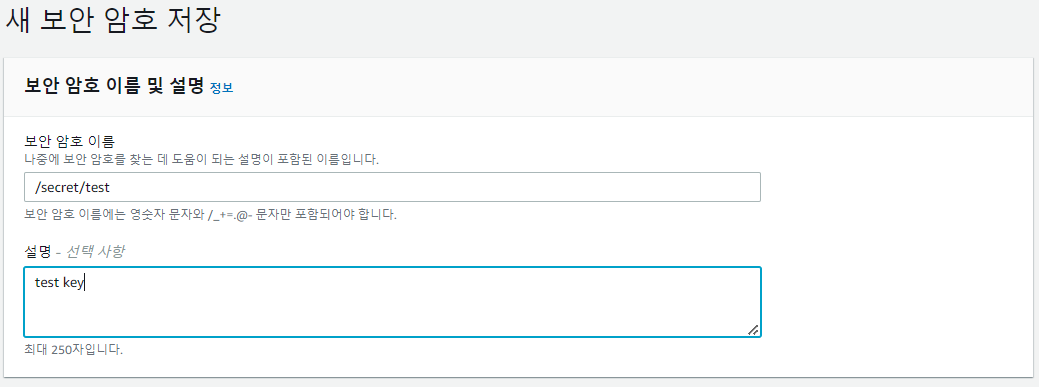 새 보안 암호 저장
보안 암호 이름 및 설명 정보
보안 암호 이름
나중에 보안 암호를 찾는 데 도움이 되는 설명이 포함된 이름입니다.
/secret/test
보안 암호 이름에는 영숫자 문자와 /_+=.@- 문자만 포함되어야 합니다.
설명 - 선택 사항
test key
최대 250자입니다.